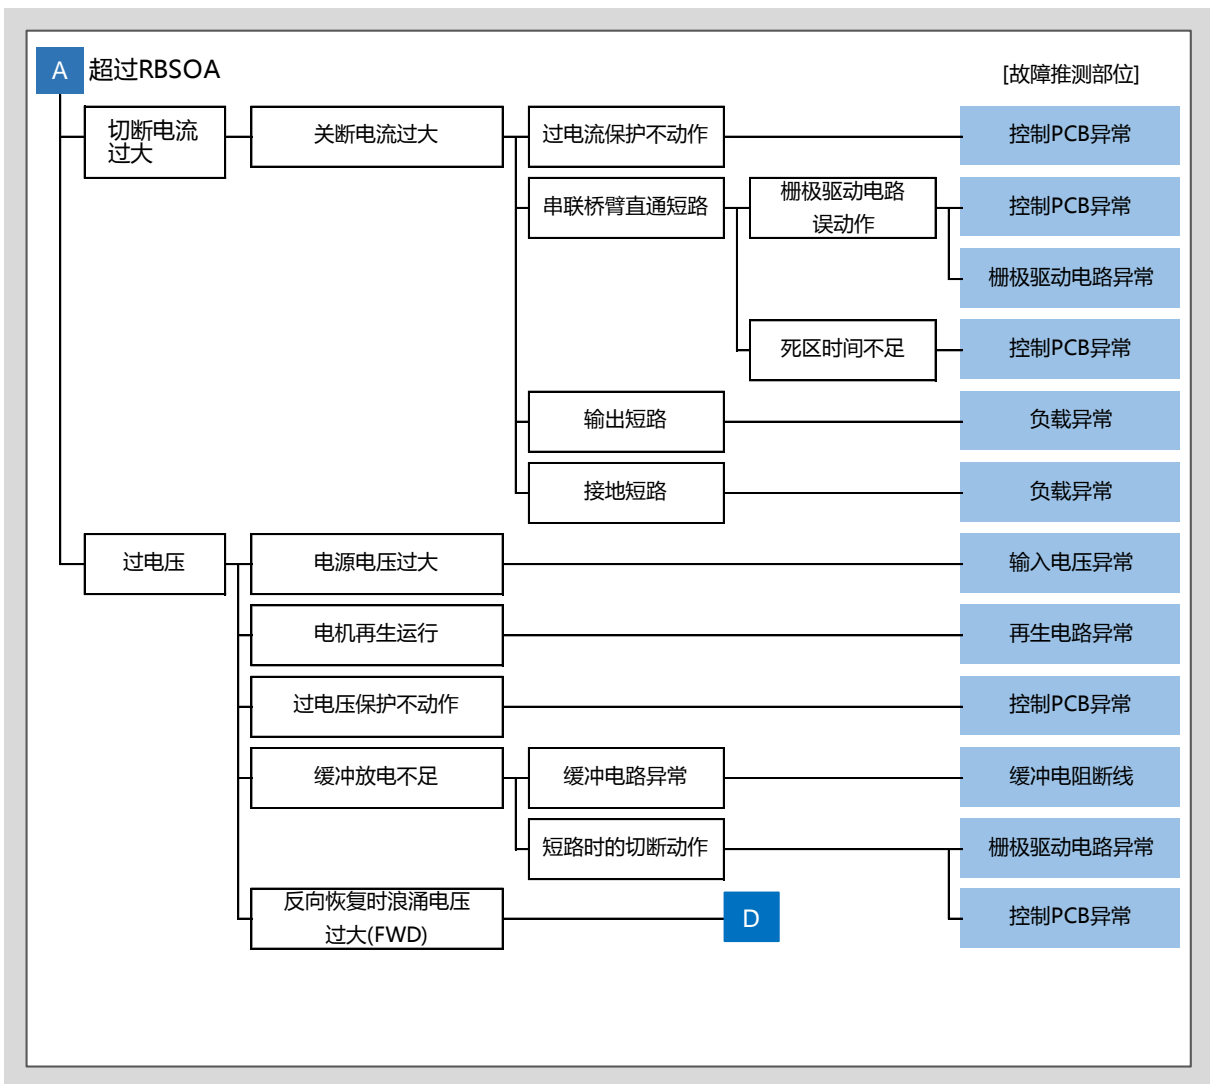 A 超过RBSOA
[故障推测部位]
切断电流
过大
关断电流过大
过电流保护不动作
控制PCB异常
串联桥臂直通短路
栅极驱动电路
误动作
控制PCB异常
栅极驱动电路异常
死区时间不足
控制PCB异常
输出短路
负载异常
接地短路
负载异常
过电压
电源电压过大
输入电压异常
电机再生运行
再生电路异常
过电压保护不动作
控制PCB异常
缓冲放电不足
缓冲电路异常
缓冲电阻断线
短路时的切断动作
栅极驱动电路异常
反向恢复时浪涌电压
过大(FWD)
D
控制PCB异常